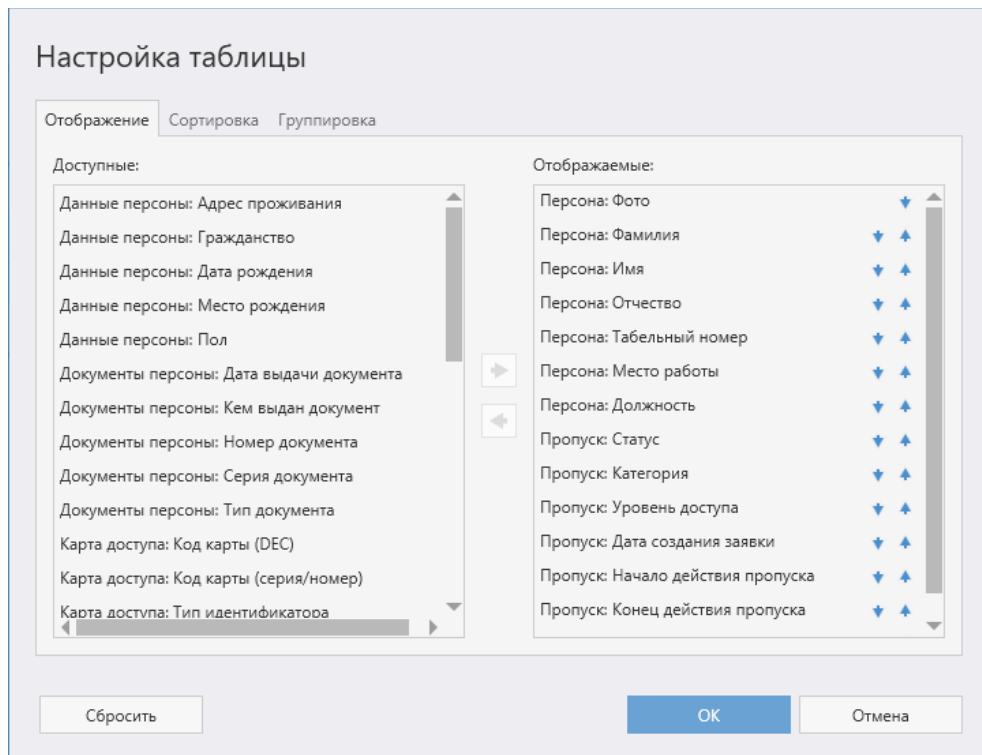 Настройка таблицы
Отображение Сортировка Группировка
Доступные:
Данные персоны: Адрес проживания
Данные персоны: Гражданство
Данные персоны: Дата рождения
Данные персоны: Место рождения
Данные персоны: Пол
Документы персоны: Дата выдачи документа
Документы персоны: Кем выдан документ
Документы персоны: Номер документа
Документы персоны: Серия документа
Документы персоны: Тип документа
Карта доступа: Код карты (DEC)
Карта доступа: Код карты (серия/номер)
Карта доступа: Тип идентификатора
Отображаемые:
Персона: Фото
Персона: Фамилия
Персона: Имя
Персона: Отчество
Персона: Табельный номер
Персона: Место работы
Персона: Должность
Пропуск: Статус
Пропуск: Категория
Пропуск: Уровень доступа
Пропуск: Дата создания заявки
Пропуск: Начало действия пропуска
Пропуск: Конец действия пропуска
Сбросить
ОК
Отмена